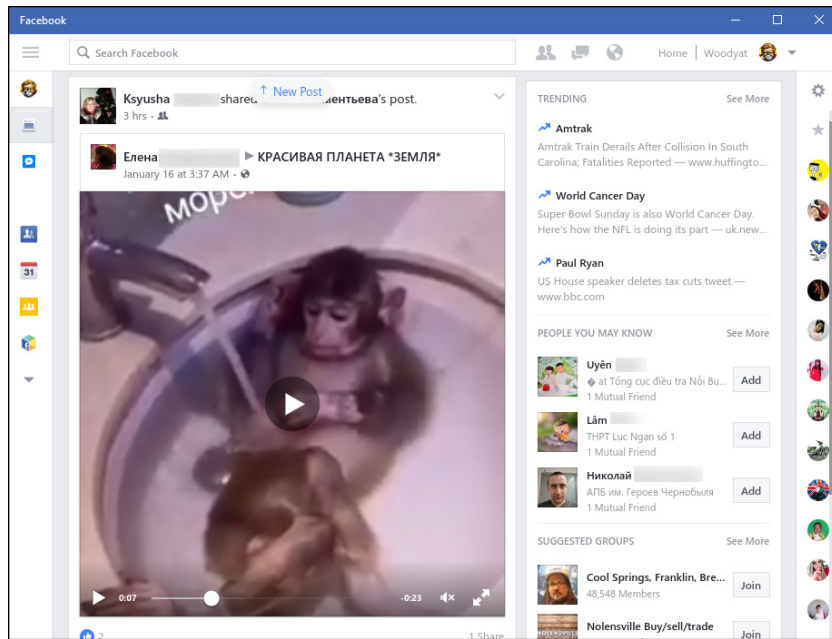 Facebook
Search Facebook
Home
Woodyat
Ksyusha
shared
ментьева's post.
↑ New Post
3 hrs ·
Елена
КРАСИВАЯ ПЛАНЕТА *ЗЕМЛЯ*
January 16 at 3:37 AM ·
31
0:07
-0:23
2
1 Share
TRENDING
See More
Amtrak
Amtrak Train Derails After Collision In South
Carolina; Fatalities Reported — www.huffingto...
World Cancer Day
Super Bowl Sunday is also World Cancer Day.
Here's how the NFL is doing its part — uk.new...
Paul Ryan
US House speaker deletes tax cuts tweet —
www.bbc.com
PEOPLE YOU MAY KNOW
See More
Uyên
� at Tổng cục điều tra Nỗi Bu...
1 Mutual Friend
Add
Lâm
THPT Lục Ngạn số 1
1 Mutual Friend
Add
Николай
АПБ им. Героев Чернобыля
1 Mutual Friend
Add
SUGGESTED GROUPS
See More
Cool Springs, Franklin, Bre...
48,548 Members
Join
Nolensville Buy/sell/trade
Join
NOLENSVILLE